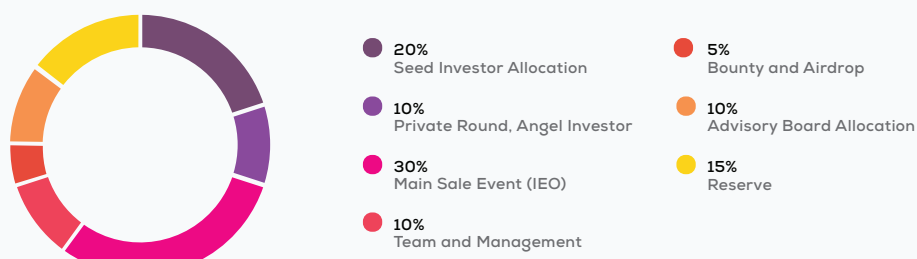 20%
Seed Investor Allocation
10%
Private Round, Angel Investor
30%
Main Sale Event (IEO)
10%
Team and Management
5%
Bounty and Airdrop
10%
Advisory Board Allocation
15%
Reserve